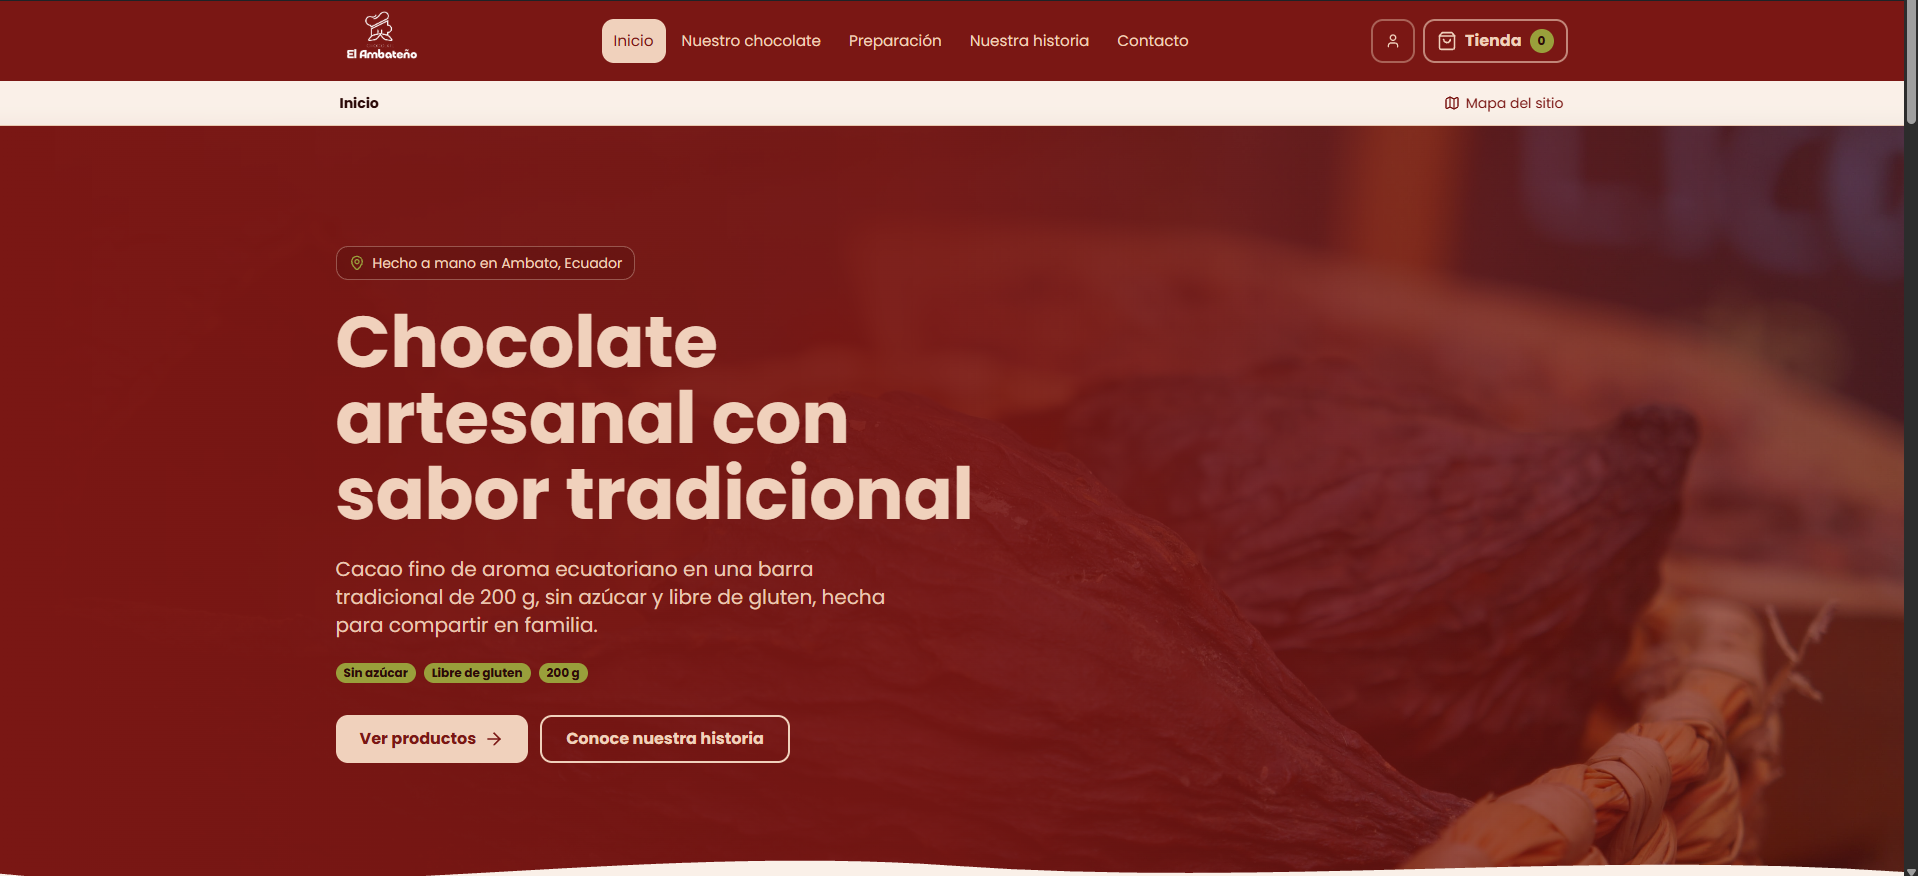 El Ambateño
Inicio
Nuestro chocolate
Preparación
Nuestra historia
Contacto
Tienda 0
Inicio
Mapa del sitio
Hecho a mano en Ambato, Ecuador
Chocolate
artesanal con
sabor tradicional
Cacao fino de aroma ecuatoriano en una barra
tradicional de 200 g, sin azúcar y libre de gluten, hecha
para compartir en familia.
Sin azúcar
Libre de gluten
200 g
Ver productos
Conoce nuestra historia